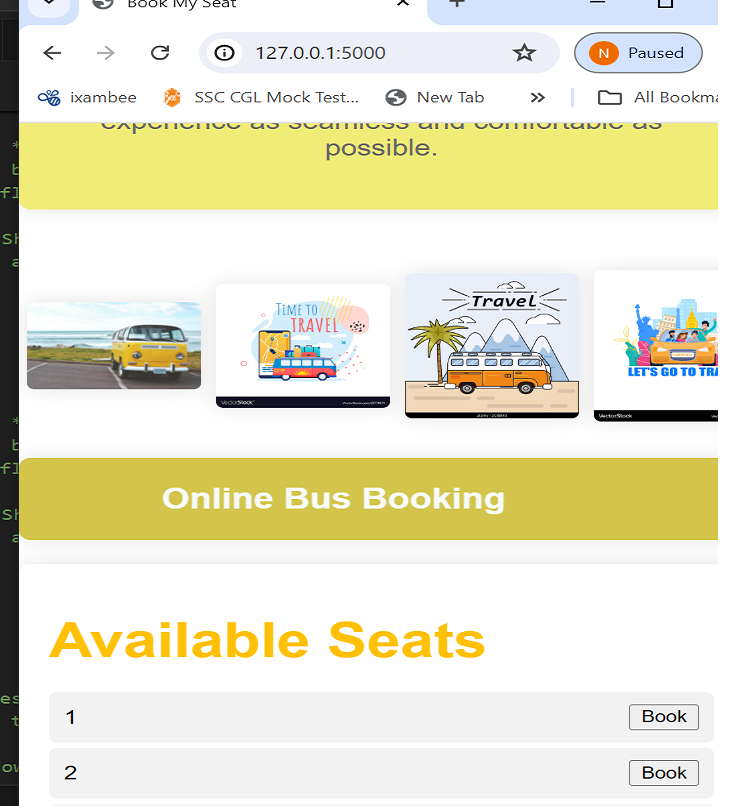 Book My Seat
127.0.0.1:5000
N Paused
ixambee
SSC CGL Mock Test...
New Tab
All Bookma
experience as seamless and comfortable as
possible.
TIME TO
TRAVEL
VectorStock
Travel
LET'S GO TO TRA
VectorStock
Online Bus Booking
Available Seats
1 Book
2 Book